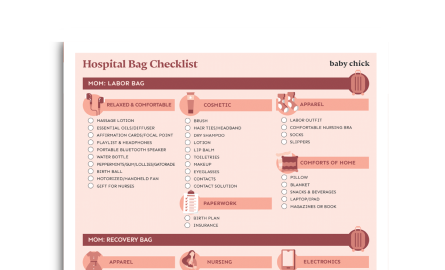 Hospital Bag Checklist
baby chick
MOM: LABOR BAG
RELAXED & COMFORTABLE
MASSAGE LOTION
ESSENTIAL OILS/DIFFUSER
AFFIRMATION CARDS/FOCAL POINT
PLAYLIST & HEADPHONES
PORTABLE BLUETOOTH SPEAKER
WATER BOTTLE
PEPPERMINTS/GUM/LOLLIES/GATORADE
BIRTH BALL
MOTORIZED/HANDHELD FAN
GIFT FOR NURSES
COSMETIC
BRUSH
HAIR TIES/HEADBAND
DRY SHAMPOO
LOTION
LIP BALM
TOILETRIES
MAKEUP
EYEGLASSES
CONTACTS
CONTACT SOLUTION
PAPERWORK
BIRTH PLAN
INSURANCE
APPAREL
LABOR OUTFIT
COMFORTABLE NURSING BRA
SOCKS
SLIPPERS
COMFORTS OF HOME
PILLOW
BLANKET
SNACKS & BEVERAGES
LAPTOP/IPAD
MAGAZINES OR BOOK
MOM: RECOVERY BAG
APPAREL
NURSING
ELECTRONICS